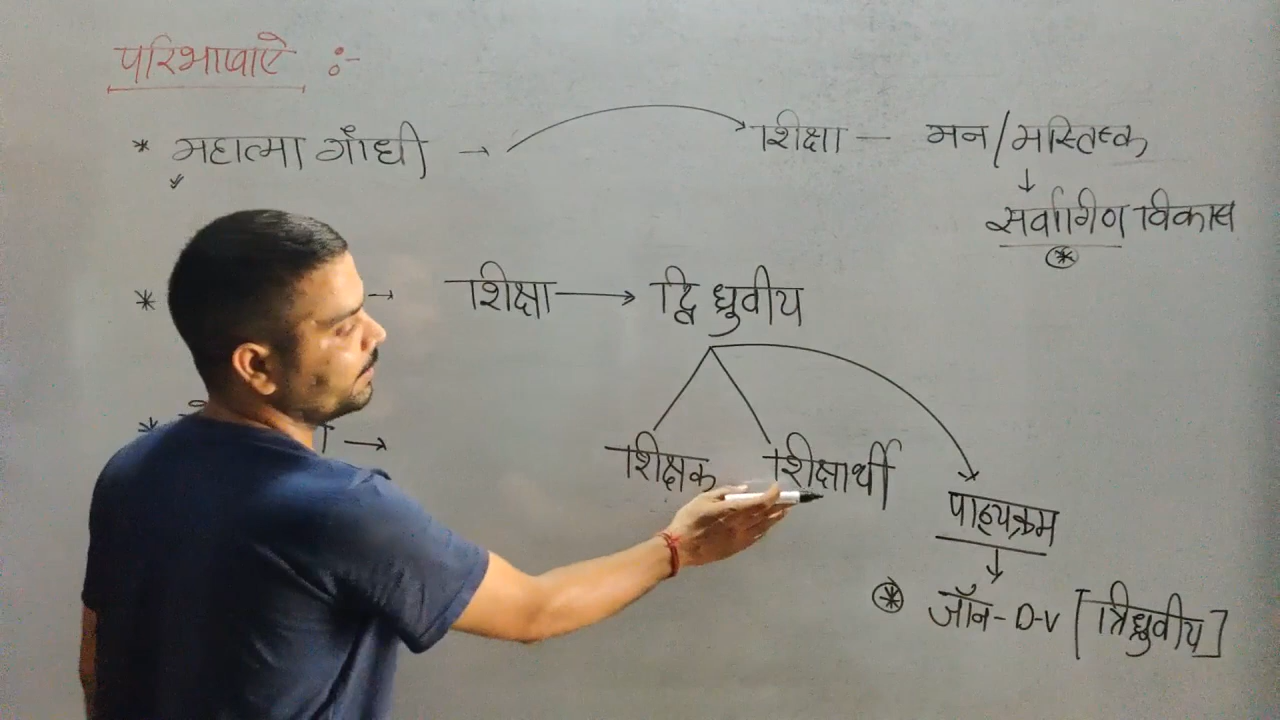 परिभाषाऐ :-
* महात्मा गाँधी → शिक्षा – मन/मस्तिष्क
↓
सर्वागिण विकास
* → शिक्षा → द्वि ध्रुवीय
* →
शिक्षक शिक्षार्थी
पाठ्यक्रम
↓
* जॉन-D-V [त्रिध्रुवीय]